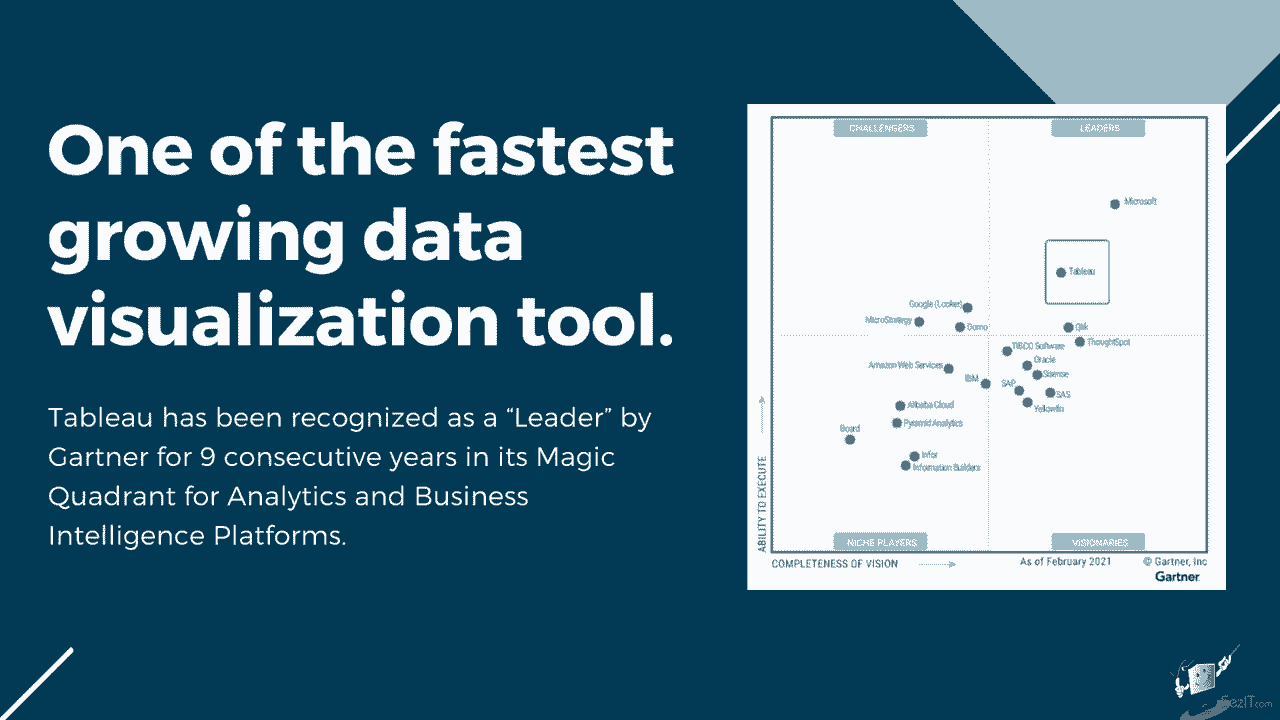 One of the fastest
growing data
visualization tool.
Tableau has been recognized as a “Leader” by
Gartner for 9 consecutive years in its Magic
Quadrant for Analytics and Business
Intelligence Platforms.
CHALLENGERS
LEADERS
Microsoft
Tableau
Google (Looker)
MicroStrategy
Domo
Qlik
ThoughtSpot
TIBCO Software
Oracle
Amazon Web Services
Sisense
IBM
SAP
SAS
Yellowfin
Alibaba Cloud
Pyramid Analytics
Board
Infor
Information Builders
ABILITY TO EXECUTE
NICHE PLAYERS
VISIONARIES
COMPLETENESS OF VISION
As of February 2021
© Gartner, Inc
Gartner